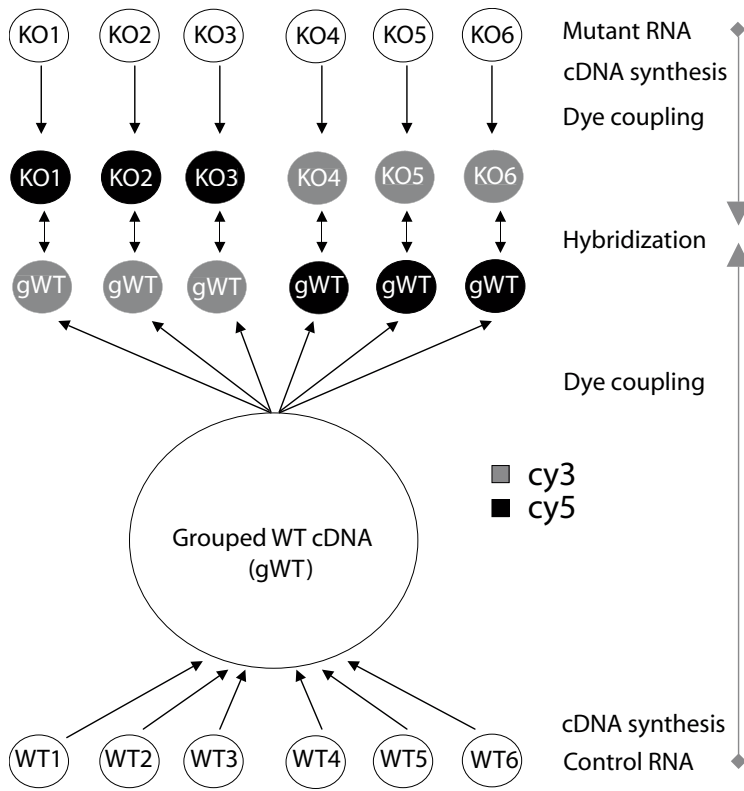 KO1 KO2 KO3 KO4 KO5 KO6 Mutant RNA
cDNA synthesis
Dye coupling
KO1 KO2 KO3 KO4 KO5 KO6
Hybridization
gWT gWT gWT gWT gWT gWT
Dye coupling
cy3
cy5
Grouped WT cDNA
(gWT)
cDNA synthesis
WT1 WT2 WT3 WT4 WT5 WT6 Control RNA